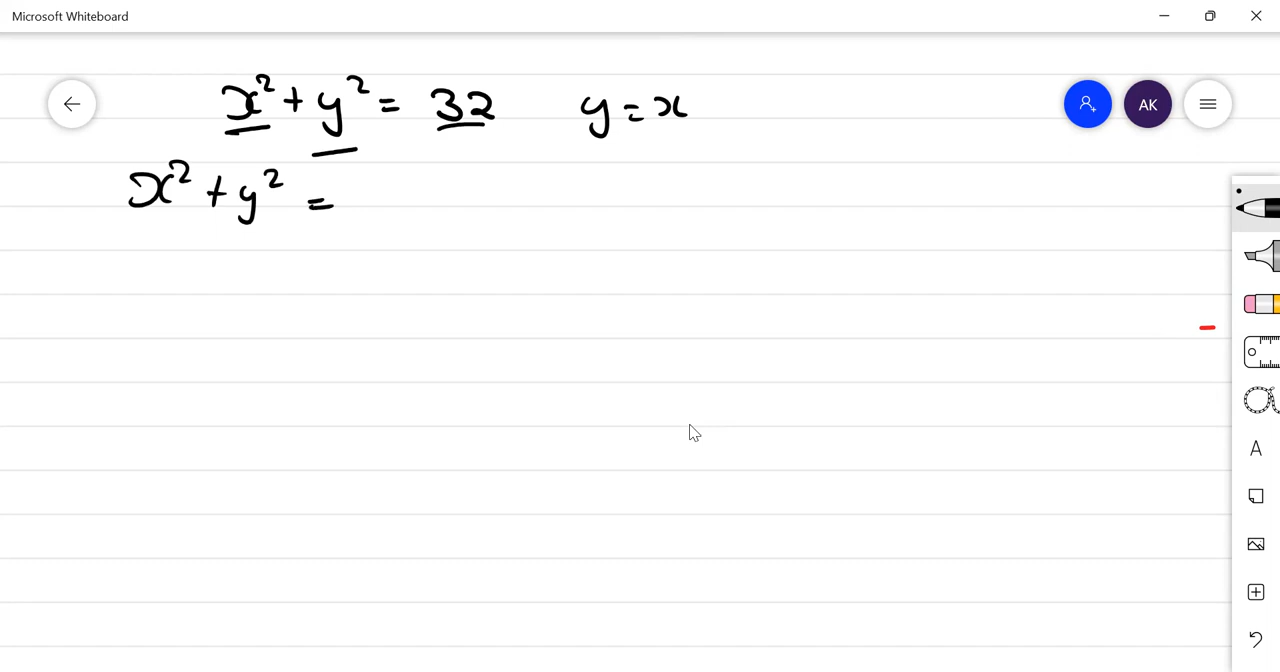 Microsoft Whiteboard
x² + y² = 32 y = x
AK
x² + y² =
A